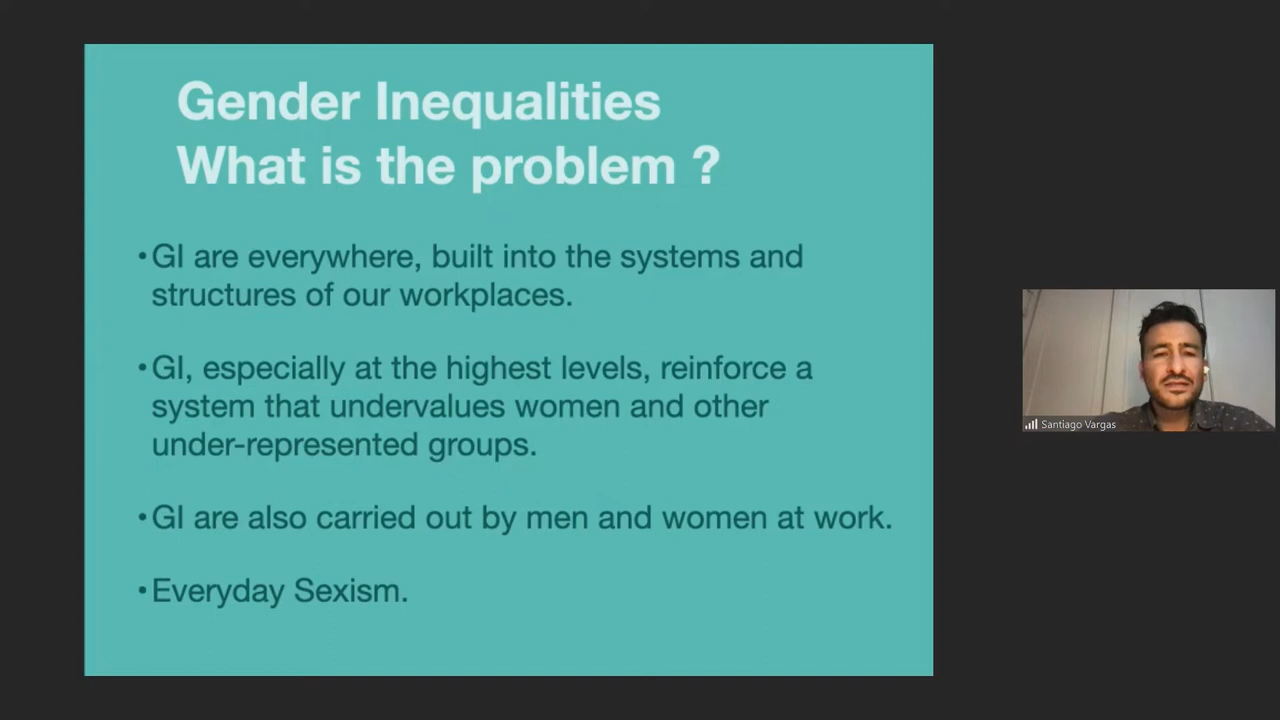 Gender Inequalities
What is the problem ?
•GI are everywhere, built into the systems and
structures of our workplaces.
•GI, especially at the highest levels, reinforce a
system that undervalues women and other
under-represented groups.
•GI are also carried out by men and women at work.
•Everyday Sexism.
Santiago Vargas